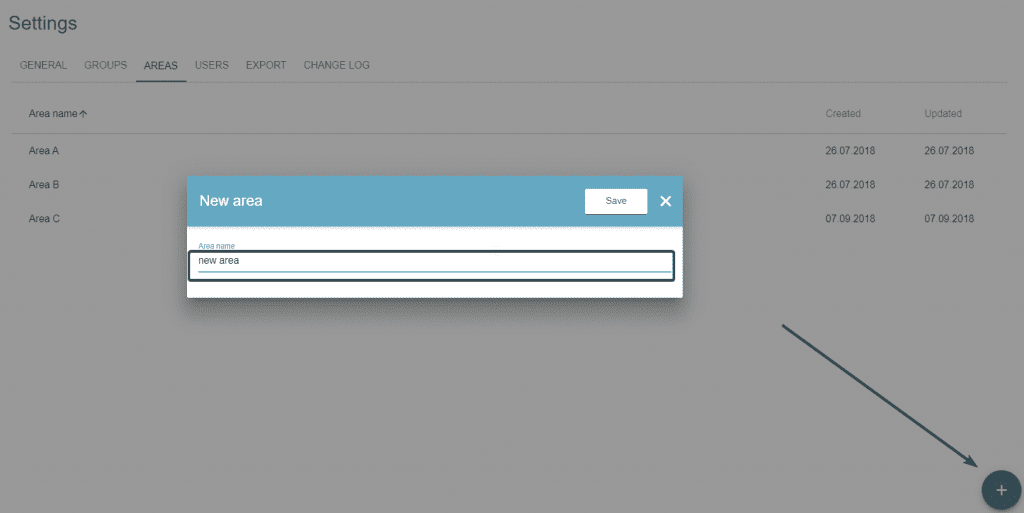 Settings
GENERAL GROUPS AREAS USERS EXPORT CHANGE LOG
Area name Created Updated
Area A 26.07.2018 26.07.2018
Area B 26.07.2018 26.07.2018
Area C 07.09.2018 07.09.2018
New area Save
Area name
new area